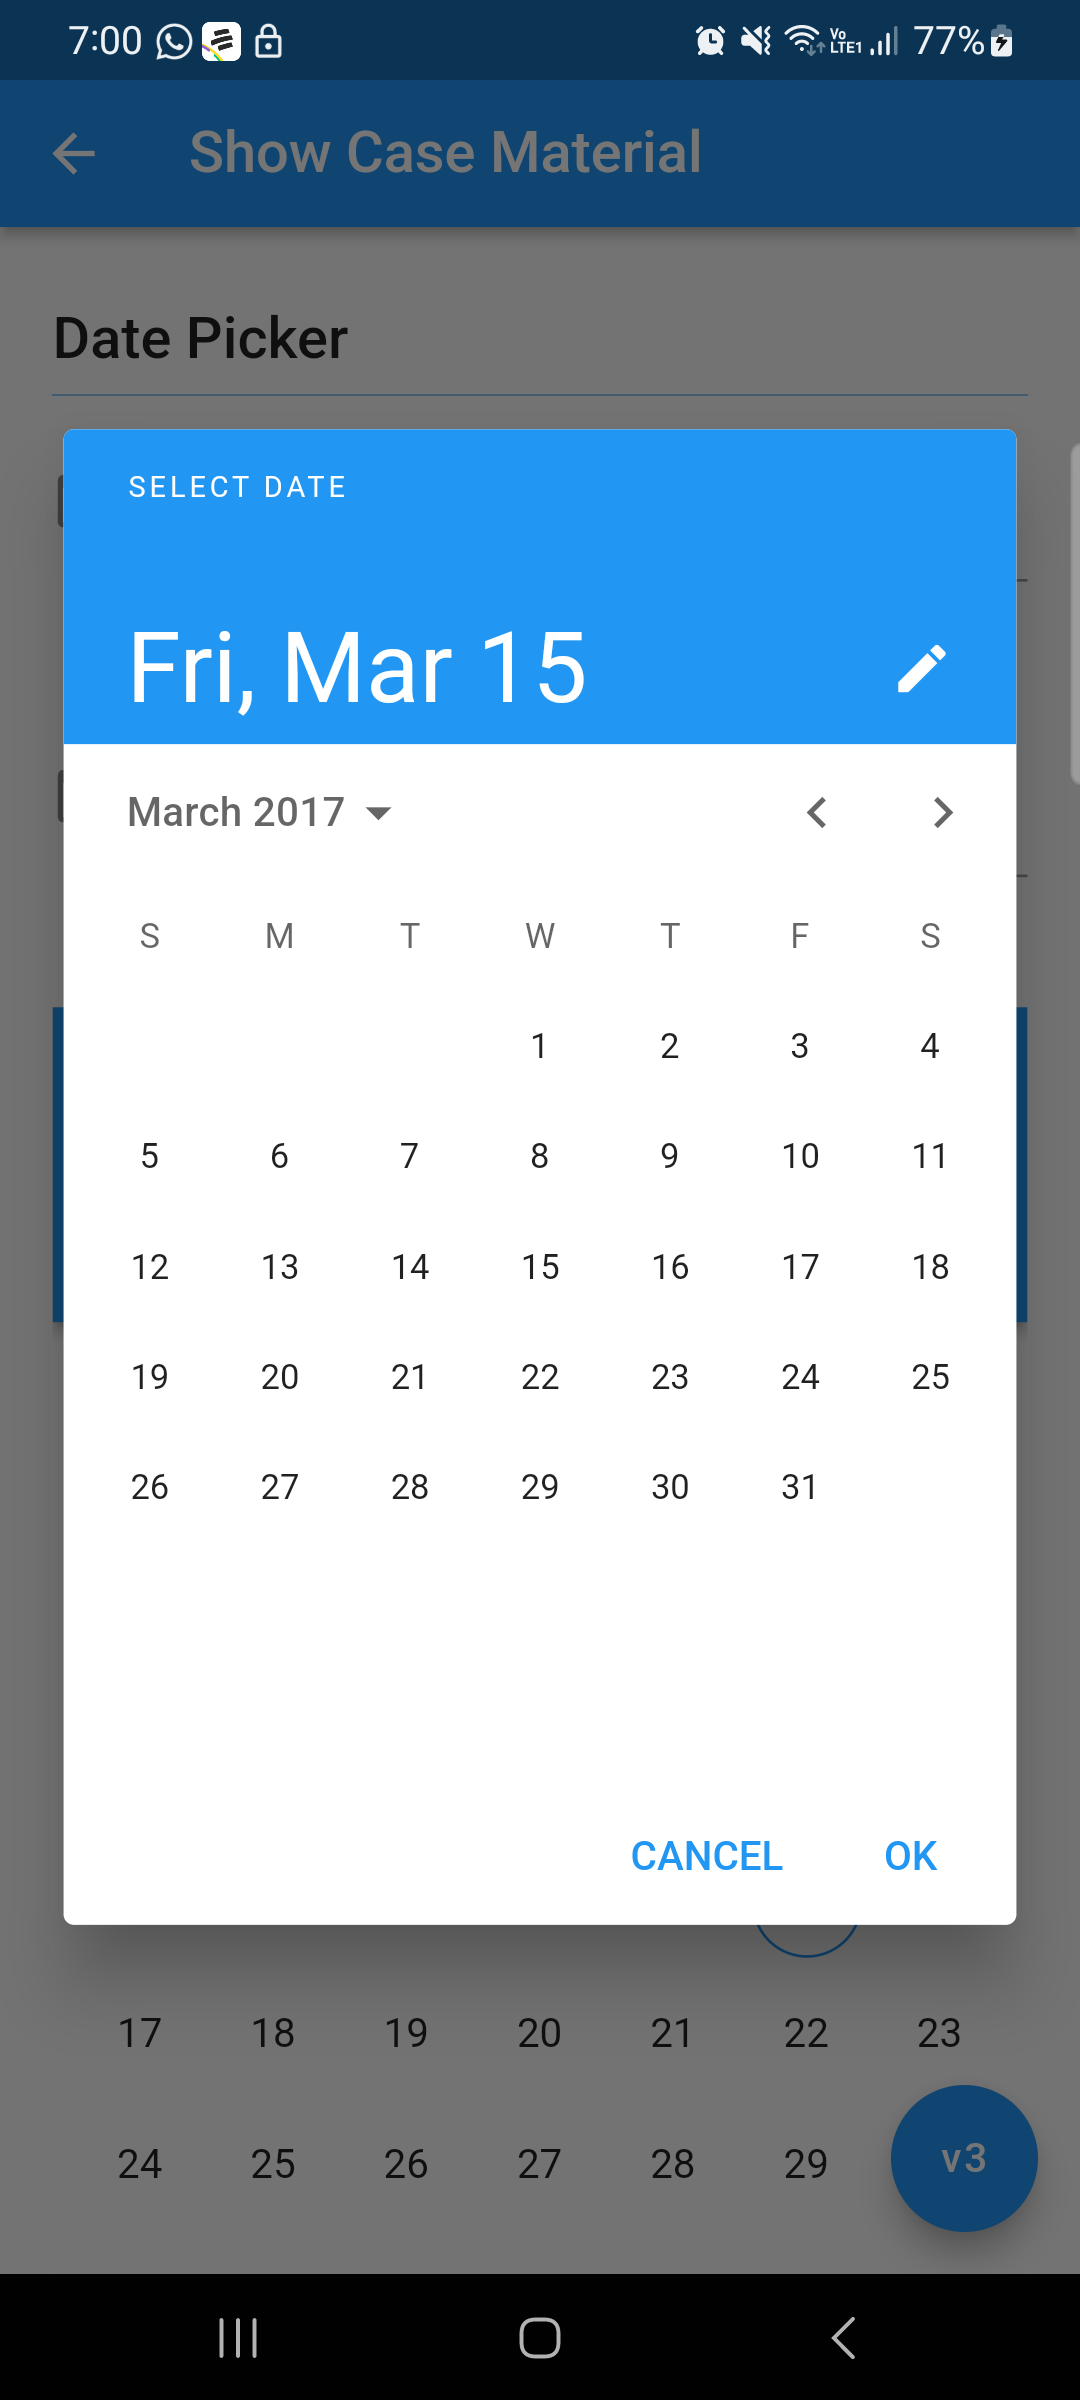 7:00 Vo LTE1 77%
Show Case Material
Date Picker
SELECT DATE
Fri, Mar 15
March 2017
S M T W T F S
1 2 3 4
5 6 7 8 9 10 11
12 13 14 15 16 17 18
19 20 21 22 23 24 25
26 27 28 29 30 31
CANCEL OK
17 18 19 20 21 22 23
24 25 26 27 28 29
v3